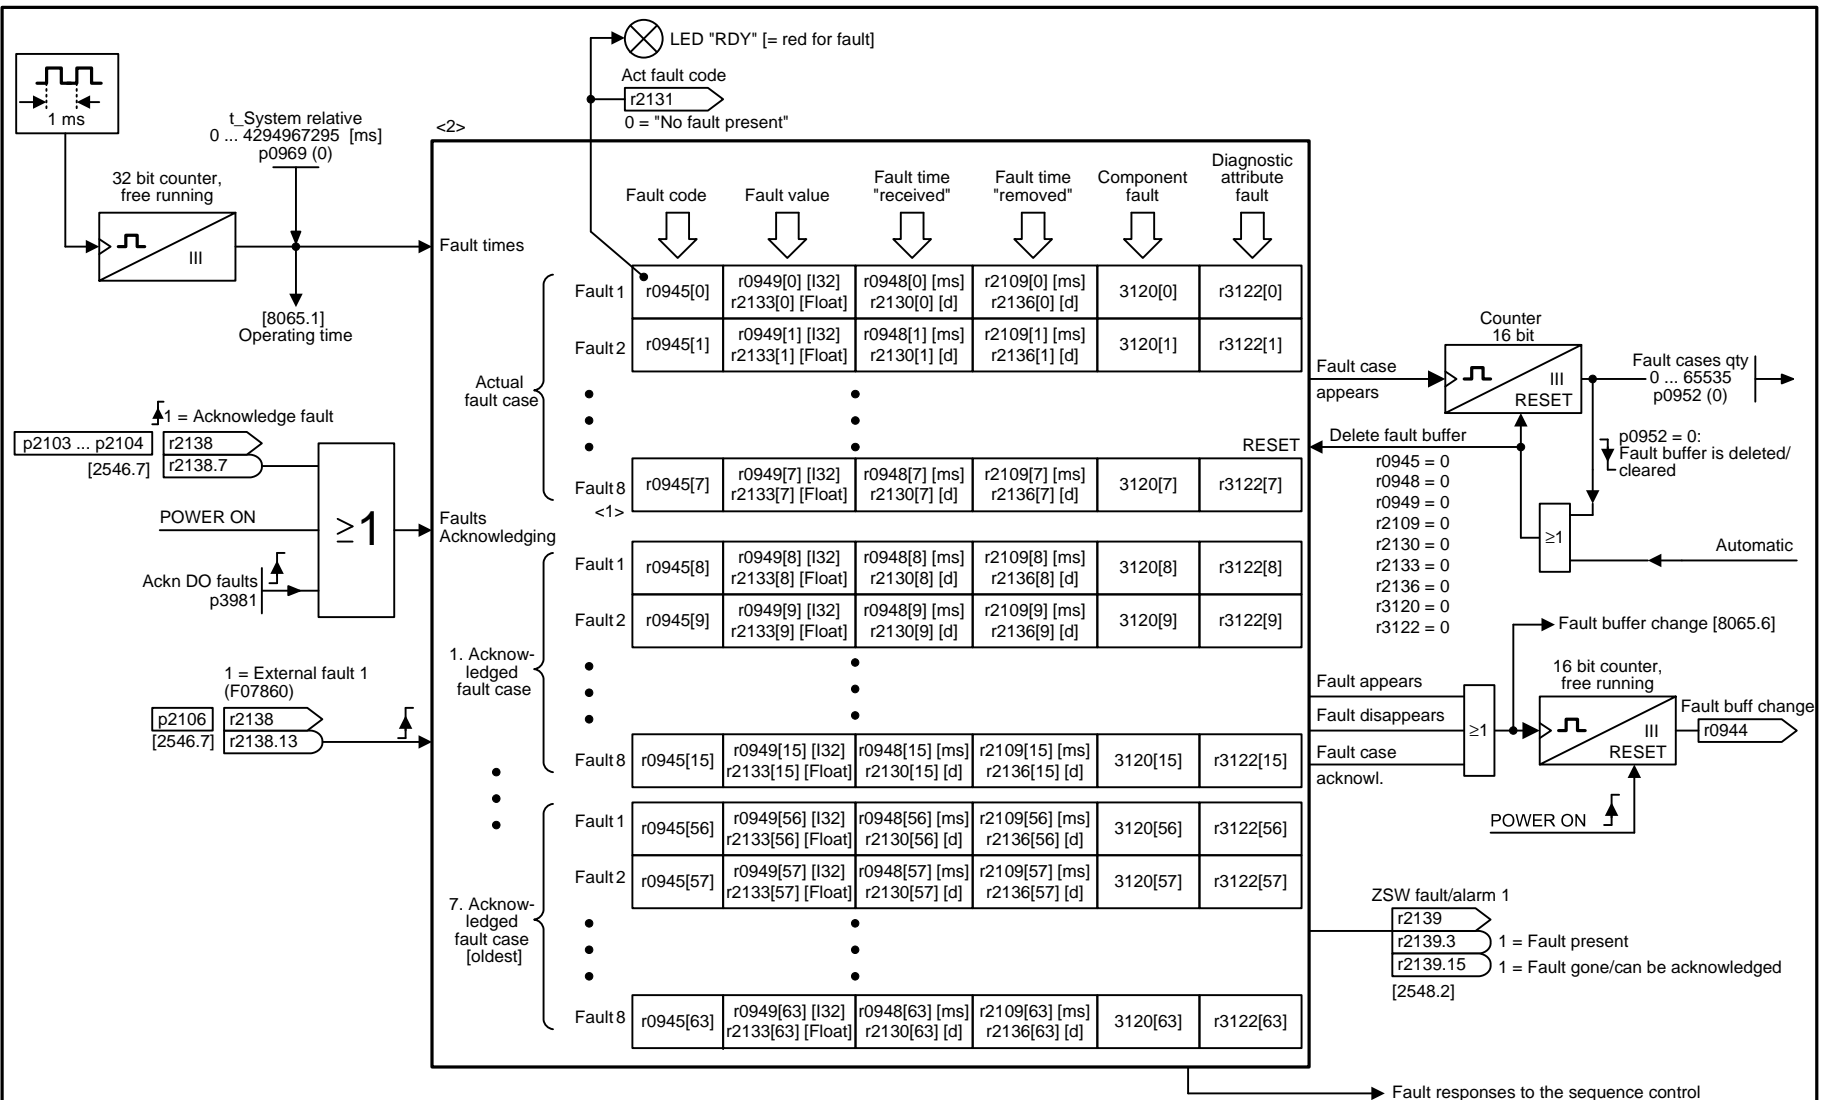 LED "RDY" [= red for fault]
Act fault code
r2131
0 = "No fault present"
1 ms
t_System relative
0 ... 4294967295 [ms]
p0969 (0)
<2>
32 bit counter,
free running
III
[8065.1]
Operating time
Fault times
Fault code
Fault value
Fault time
"received"
Fault time
"removed"
Component
fault
Diagnostic
attribute
fault
Actual
fault case
Fault 1
r0945[0]
r0949[0] [I32]
r2133[0] [Float]
r0948[0] [ms]
r2130[0] [d]
r2109[0] [ms]
r2136[0] [d]
3120[0]
r3122[0]
Fault 2
r0945[1]
r0949[1] [I32]
r2133[1] [Float]
r0948[1] [ms]
r2130[1] [d]
r2109[1] [ms]
r2136[1] [d]
3120[1]
r3122[1]
Fault 8
<1>
r0945[7]
r0949[7] [I32]
r2133[7] [Float]
r0948[7] [ms]
r2130[7] [d]
r2109[7] [ms]
r2136[7] [d]
3120[7]
r3122[7]
1 = Acknowledge fault
p2103 ... p2104
r2138
[2546.7]
r2138.7
POWER ON
≥1
Ackn DO faults
p3981
Faults
Acknowledging
1. Acknow-
ledged
fault case
Fault 1
r0945[8]
r0949[8] [I32]
r2133[8] [Float]
r0948[8] [ms]
r2130[8] [d]
r2109[8] [ms]
r2136[8] [d]
3120[8]
r3122[8]
Fault 2
r0945[9]
r0949[9] [I32]
r2133[9] [Float]
r0948[9] [ms]
r2130[9] [d]
r2109[9] [ms]
r2136[9] [d]
3120[9]
r3122[9]
Fault 8
r0945[15]
r0949[15] [I32]
r2133[15] [Float]
r0948[15] [ms]
r2130[15] [d]
r2109[15] [ms]
r2136[15] [d]
3120[15]
r3122[15]
1 = External fault 1
(F07860)
p2106
r2138
[2546.7]
r2138.13
7. Acknow-
ledged
fault case
[oldest]
Fault 1
r0945[56]
r0949[56] [I32]
r2133[56] [Float]
r0948[56] [ms]
r2130[56] [d]
r2109[56] [ms]
r2136[56] [d]
3120[56]
r3122[56]
Fault 2
r0945[57]
r0949[57] [I32]
r2133[57] [Float]
r0948[57] [ms]
r2130[57] [d]
r2109[57] [ms]
r2136[57] [d]
3120[57]
r3122[57]
Fault 8
r0945[63]
r0949[63] [I32]
r2133[63] [Float]
r0948[63] [ms]
r2130[63] [d]
r2109[63] [ms]
r2136[63] [d]
3120[63]
r3122[63]
Fault case
appears
Counter
16 bit
III
RESET
Fault cases qty
0 ... 65535
p0952 (0)
RESET
Delete fault buffer
r0945 = 0
r0948 = 0
r0949 = 0
r2109 = 0
r2130 = 0
r2133 = 0
r2136 = 0
r3120 = 0
r3122 = 0
p0952 = 0:
Fault buffer is deleted/
cleared
≥1
Automatic
Fault buffer change [8065.6]
Fault appears
Fault disappears
Fault case
acknowl.
≥1
16 bit counter,
free running
III
RESET
Fault buff change
r0944
POWER ON
ZSW fault/alarm 1
r2139
r2139.3
1 = Fault present
r2139.15
1 = Fault gone/can be acknowledged
[2548.2]
Fault responses to the sequence control